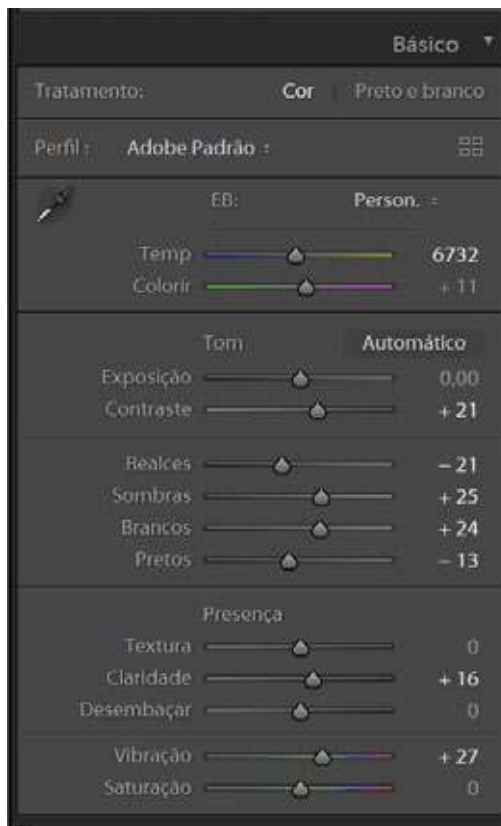 Básico
Tratamento: Cor Preto e branco
Perfil : Adobe Padrão
EB: Person.
Temp 6732
Colorir + 11
Tom Automático
Exposição 0,00
Contraste + 21
Realces − 21
Sombras + 25
Brancos + 24
Pretos − 13
Presença
Textura 0
Claridade + 16
Desembaçar 0
Vibração + 27
Saturação 0